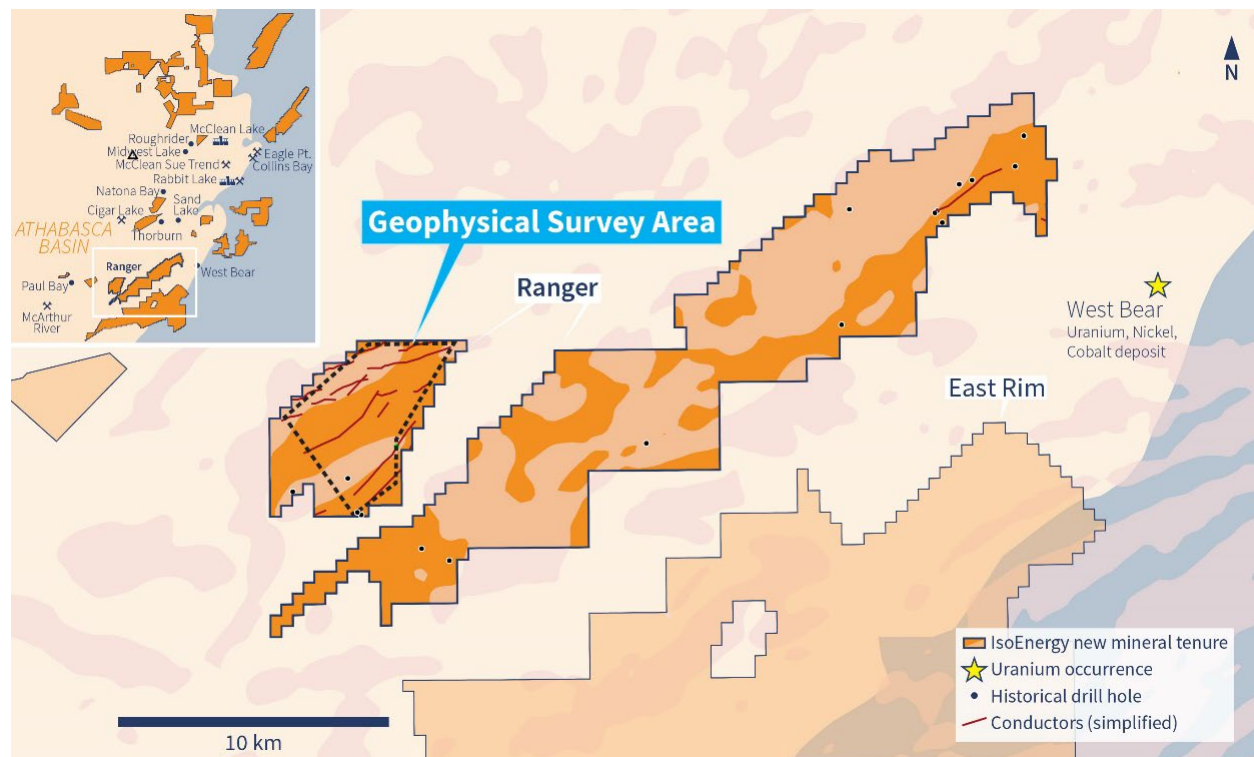 McClean Lake
Roughrider
Midwest Lake
McClean Sue Trend
Eagle Pt.
Collins Bay
Rabbit Lake
Natona Bay
Sand
Lake
Cigar Lake
Thorburn
ATHABASCA
BASIN
Ranger
West Bear
Paul Bay
McArthur
River
Geophysical Survey Area
Ranger
N
West Bear
Uranium, Nickel,
Cobalt deposit
East Rim
IsoEnergy new mineral tenure
Uranium occurrence
Historical drill hole
Conductors (simplified)
10 km